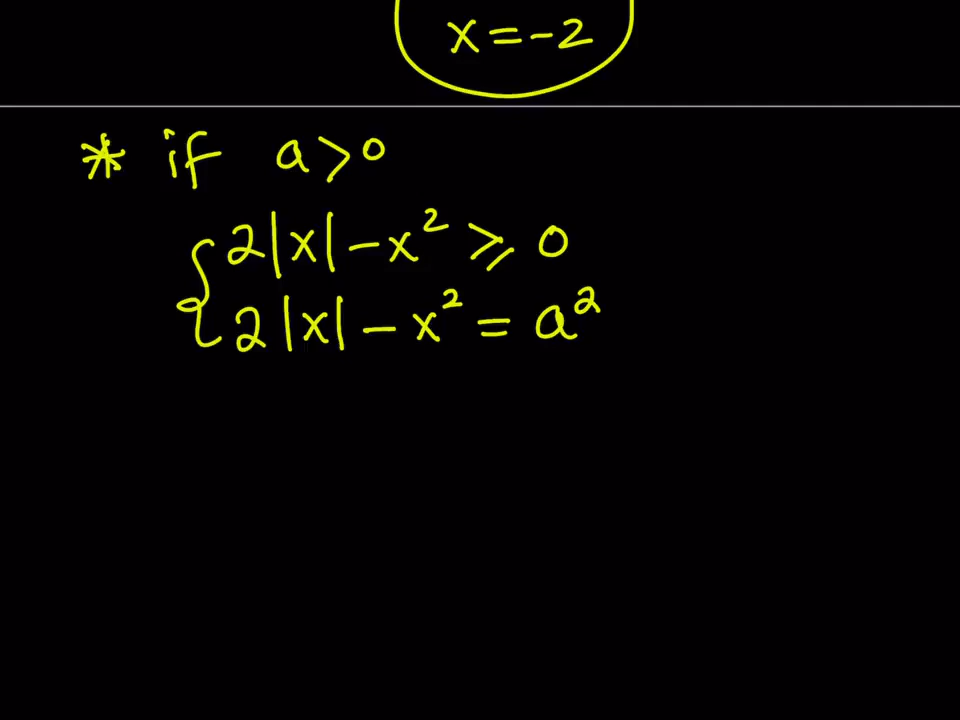 x=-2
* if a>0
2|x|-x² ⩾ 0
2|x|-x² = a²